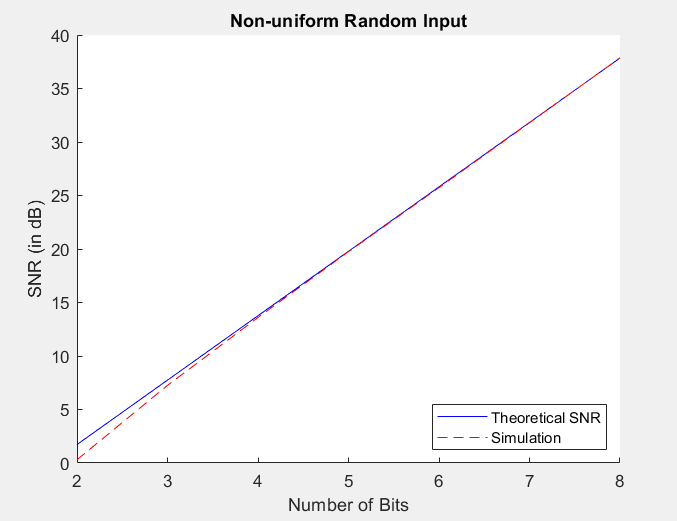 Non-uniform Random Input
40
35
30
25
20
15
10
5
0
SNR (in dB)
2 3 4 5 6 7 8
Number of Bits
Theoretical SNR
Simulation